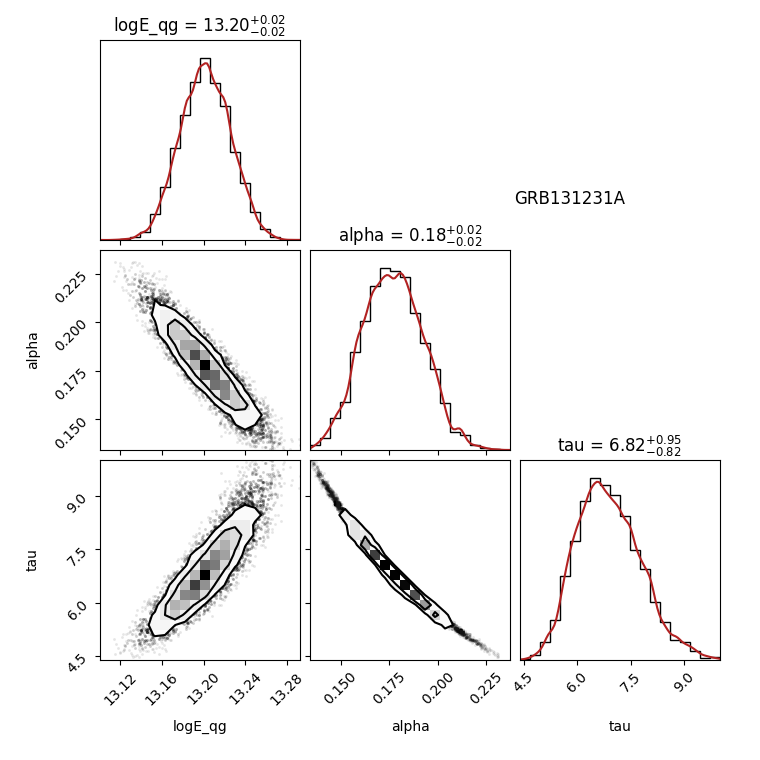 logE_qg = 13.20+0.02 −0.02
GRB131231A
alpha = 0.18+0.02 −0.02
0.225
0.200
0.175
0.150
alpha
tau = 6.82+0.95 −0.82
9.0
7.5
6.0
4.5
tau
13.12 13.16 13.20 13.24 13.28
0.150 0.175 0.200 0.225
4.5 6.0 7.5 9.0
logE_qg alpha tau